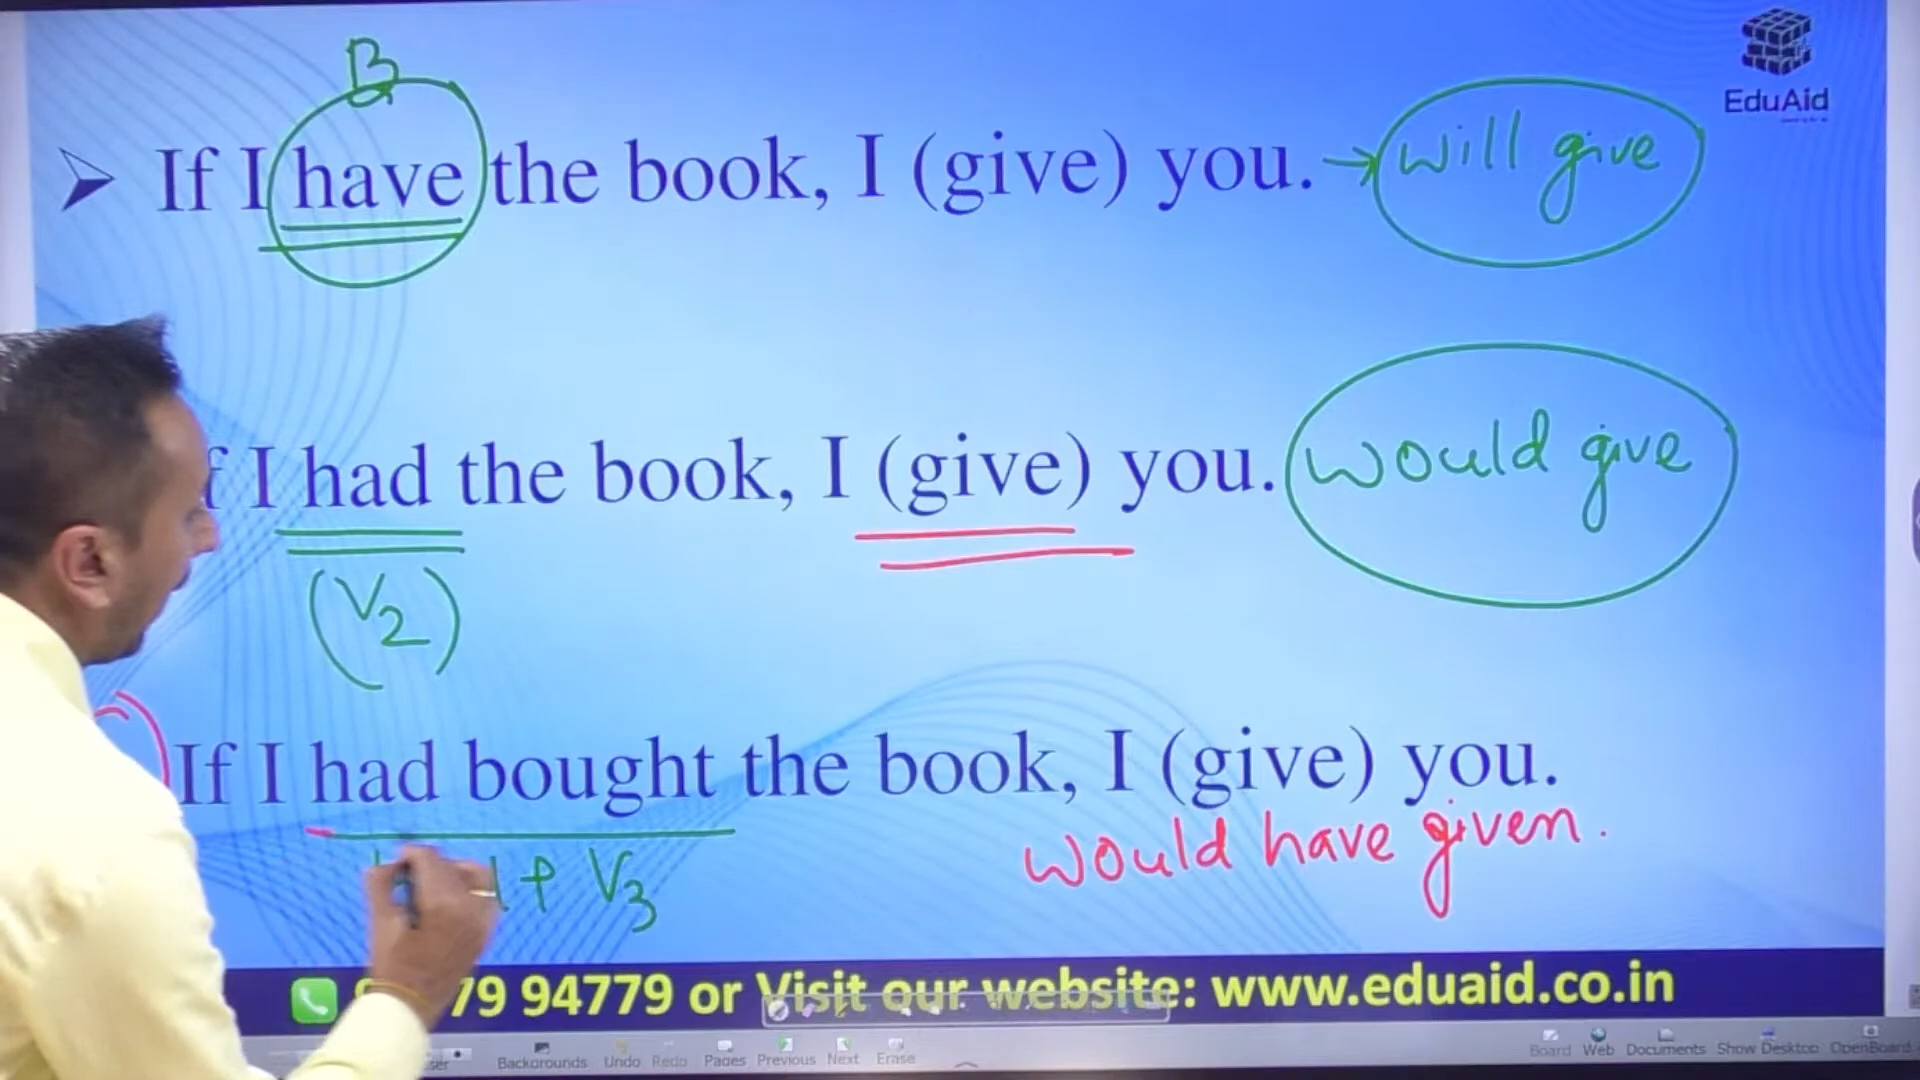 B
EduAid
➤ If I have the book, I (give) you. → will give
I had the book, I (give) you. would give
(V2)
If I had bought the book, I (give) you.
would have given.
+ V3
79 94779 or Visit our website: www.eduaid.co.in
Backgrounds Undo Redo Pages Previous Next Erase Board Web Documents Show Desktop OpenBoard